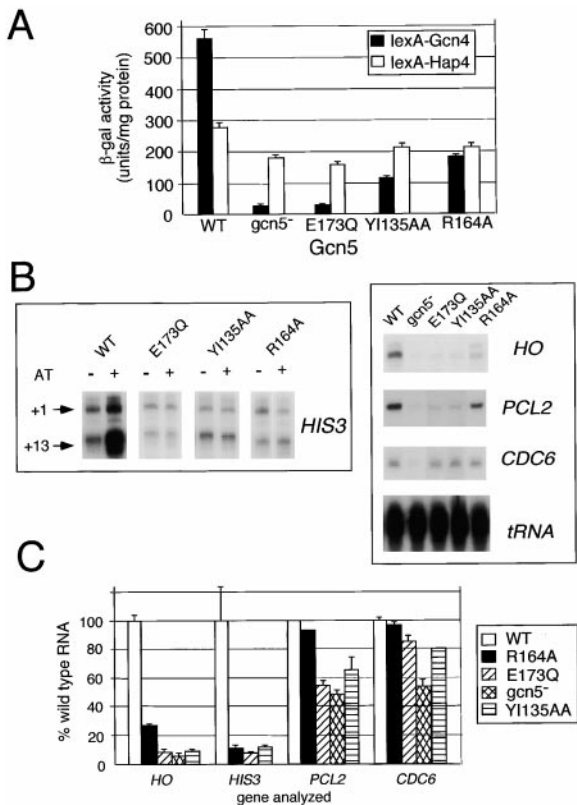 A
β-gal activity
(units/mg protein)
600
500
400
300
200
100
0
lexA-Gcn4
lexA-Hap4
WT gcn5- E173Q YI135AA R164A
Gcn5
B
WT E173Q YI135AA R164A
AT - + - + - + - +
+1
+13
HIS3
WT gcn5- E173Q YI135AA R164A
HO
PCL2
CDC6
tRNA
C
% wild type RNA
100
80
60
40
20
0
HO HIS3 PCL2 CDC6
gene analyzed
WT
R164A
E173Q
gcn5-
YI135AA